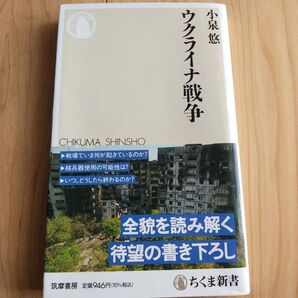 小泉 悠
ウクライナ戦争
CHIKUMA SHINSHO
▶戦場でいま何が起きているのか?
▶核兵器使用の可能性は?
▶いつ、どうしたら終わるのか?
全貌を読み解く
待望の書き下ろし
筑摩書房 定価946円(10%税込)
ちくま新書